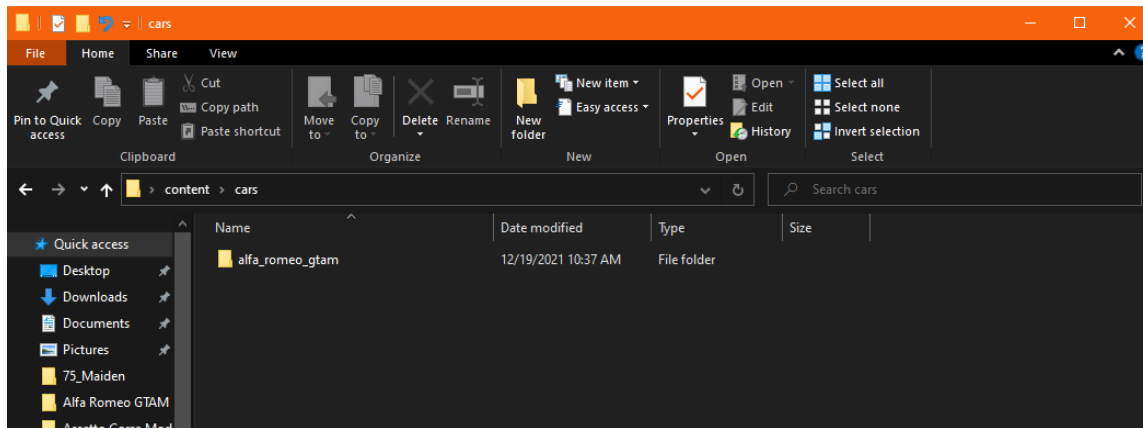 cars
File Home Share View
Pin to Quick access
Copy
Paste
Cut
Copy path
Paste shortcut
Clipboard
Move to
Copy to
Delete
Rename
Organize
New folder
New item
Easy access
New
Properties
Open
Edit
History
Open
Select all
Select none
Invert selection
Select
content > cars
Search cars
Name Date modified Type Size
Quick access
alfa_romeo_gtam 12/19/2021 10:37 AM File folder
Desktop
Downloads
Documents
Pictures
75_Maiden
Alfa Romeo GTAM
Assetto Corsa Mod